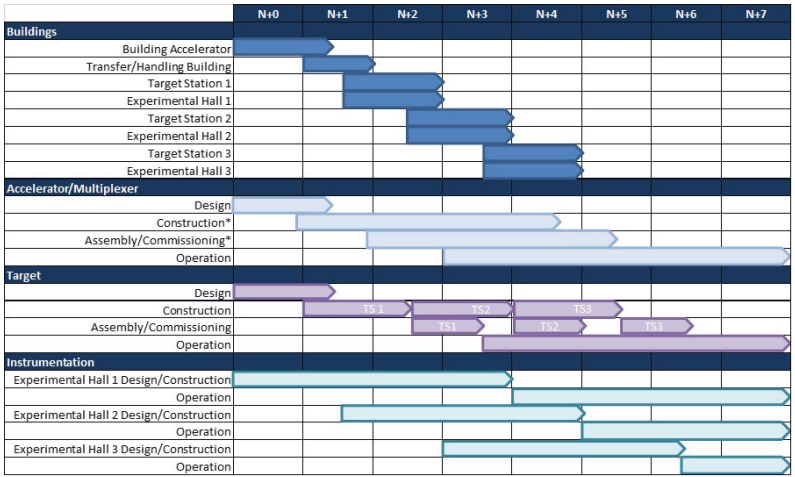 N+0 N+1 N+2 N+3 N+4 N+5 N+6 N+7
Buildings
Building Accelerator
Transfer/Handling Building
Target Station 1
Experimental Hall 1
Target Station 2
Experimental Hall 2
Target Station 3
Experimental Hall 3
Accelerator/Multiplexer
Design
Construction*
Assembly/Commissioning*
Operation
Target
Design
Construction TS 1 TS2 TS3
Assembly/Commissioning TS1 TS2 TS3
Operation
Instrumentation
Experimental Hall 1 Design/Construction
Operation
Experimental Hall 2 Design/Construction
Operation
Experimental Hall 3 Design/Construction
Operation